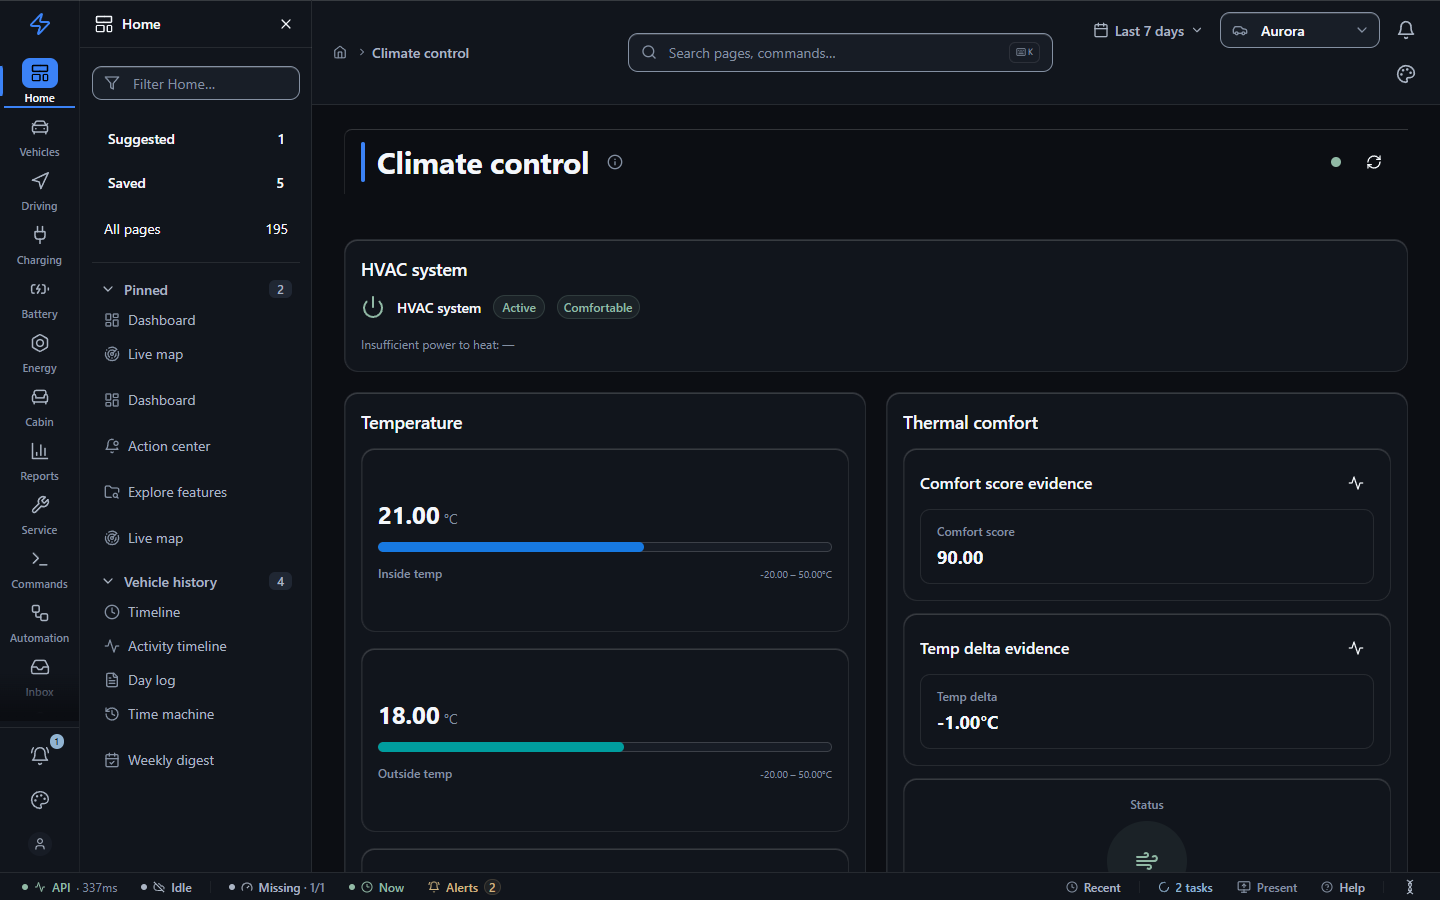 Home
Vehicles
Driving
Charging
Battery
Energy
Cabin
Reports
Service
Commands
Automation
Inbox
1
Home
Filter Home...
Suggested 1
Saved 5
All pages 195
Pinned 2
Dashboard
Live map
Dashboard
Action center
Explore features
Live map
Vehicle history 4
Timeline
Activity timeline
Day log
Time machine
Weekly digest
Climate control
Search pages, commands...
K
Last 7 days
Aurora
Climate control
HVAC system
HVAC system Active Comfortable
Insufficient power to heat: —
Temperature
21.00 °C
Inside temp -20.00 – 50.00°C
18.00 °C
Outside temp -20.00 – 50.00°C
Thermal comfort
Comfort score evidence
Comfort score
90.00
Temp delta evidence
Temp delta
-1.00°C
Status
API · 337ms Idle Missing · 1/1 Now Alerts 2 Recent 2 tasks Present Help